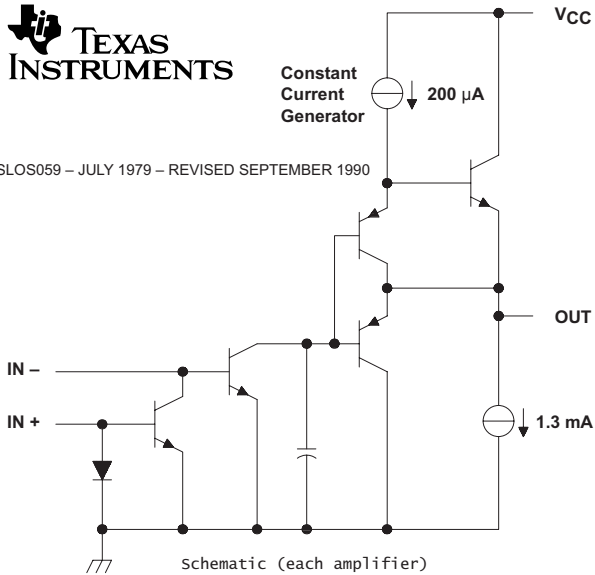 TEXAS
INSTRUMENTS
VCC
Constant
Current
Generator
200 µA
SLOS059 – JULY 1979 – REVISED SEPTEMBER 1990
OUT
IN –
IN +
1.3 mA
Schematic (each amplifier)